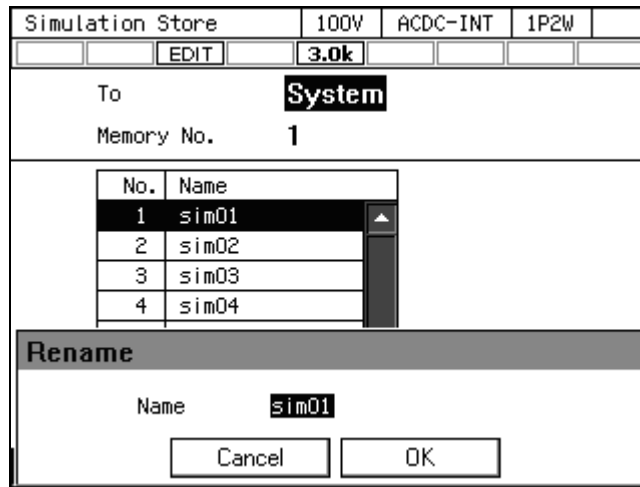 Simulation Store 100V ACDC-INT 1P2W
EDIT 3.0k
To System
Memory No. 1
No. Name
1 sim01
2 sim02
3 sim03
4 sim04
Rename
Name sim01
Cancel OK